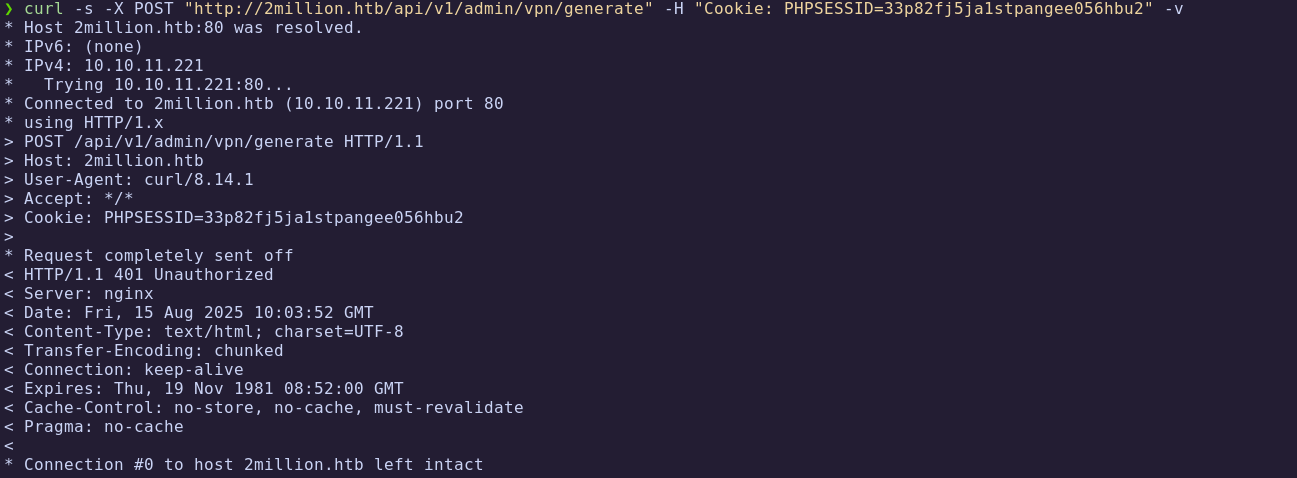 ❯ curl -s -X POST "http://2million.htb/api/v1/admin/vpn/generate" -H "Cookie: PHPSESSID=33p82fj5ja1stpangee056hbu2" -v
* Host 2million.htb:80 was resolved.
* IPv6: (none)
* IPv4: 10.10.11.221
*   Trying 10.10.11.221:80...
* Connected to 2million.htb (10.10.11.221) port 80
* using HTTP/1.x
> POST /api/v1/admin/vpn/generate HTTP/1.1
> Host: 2million.htb
> User-Agent: curl/8.14.1
> Accept: */*
> Cookie: PHPSESSID=33p82fj5ja1stpangee056hbu2
>
* Request completely sent off
< HTTP/1.1 401 Unauthorized
< Server: nginx
< Date: Fri, 15 Aug 2025 10:03:52 GMT
< Content-Type: text/html; charset=UTF-8
< Transfer-Encoding: chunked
< Connection: keep-alive
< Expires: Thu, 19 Nov 1981 08:52:00 GMT
< Cache-Control: no-store, no-cache, must-revalidate
< Pragma: no-cache
<
* Connection #0 to host 2million.htb left intact